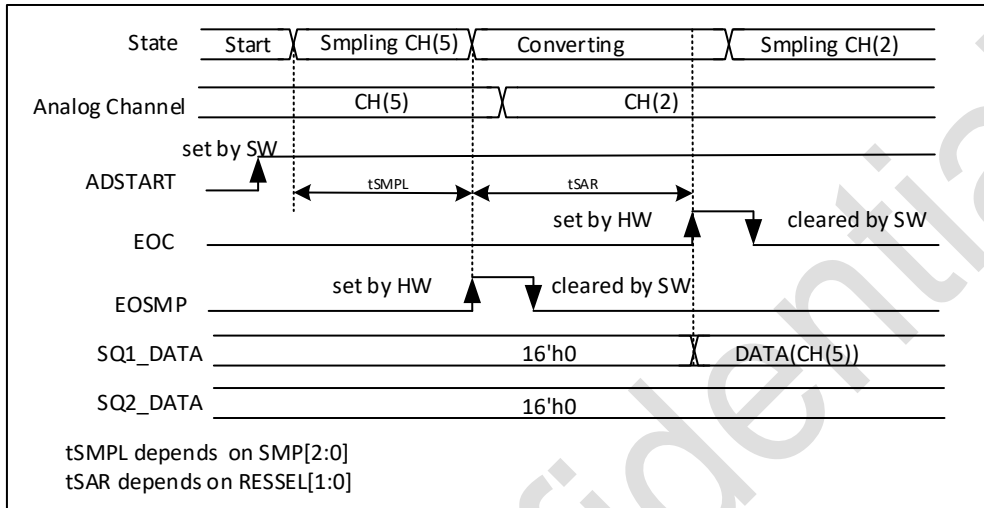 State Start Smpling CH(5) Converting Smpling CH(2)
Analog Channel CH(5) CH(2)
set by SW
ADSTART tSMPL tSAR
set by HW cleared by SW
EOC
set by HW cleared by SW
EOSMP
SQ1_DATA 16'h0 DATA(CH(5))
SQ2_DATA 16'h0
tSMPL depends on SMP[2:0]
tSAR depends on RESSEL[1:0]